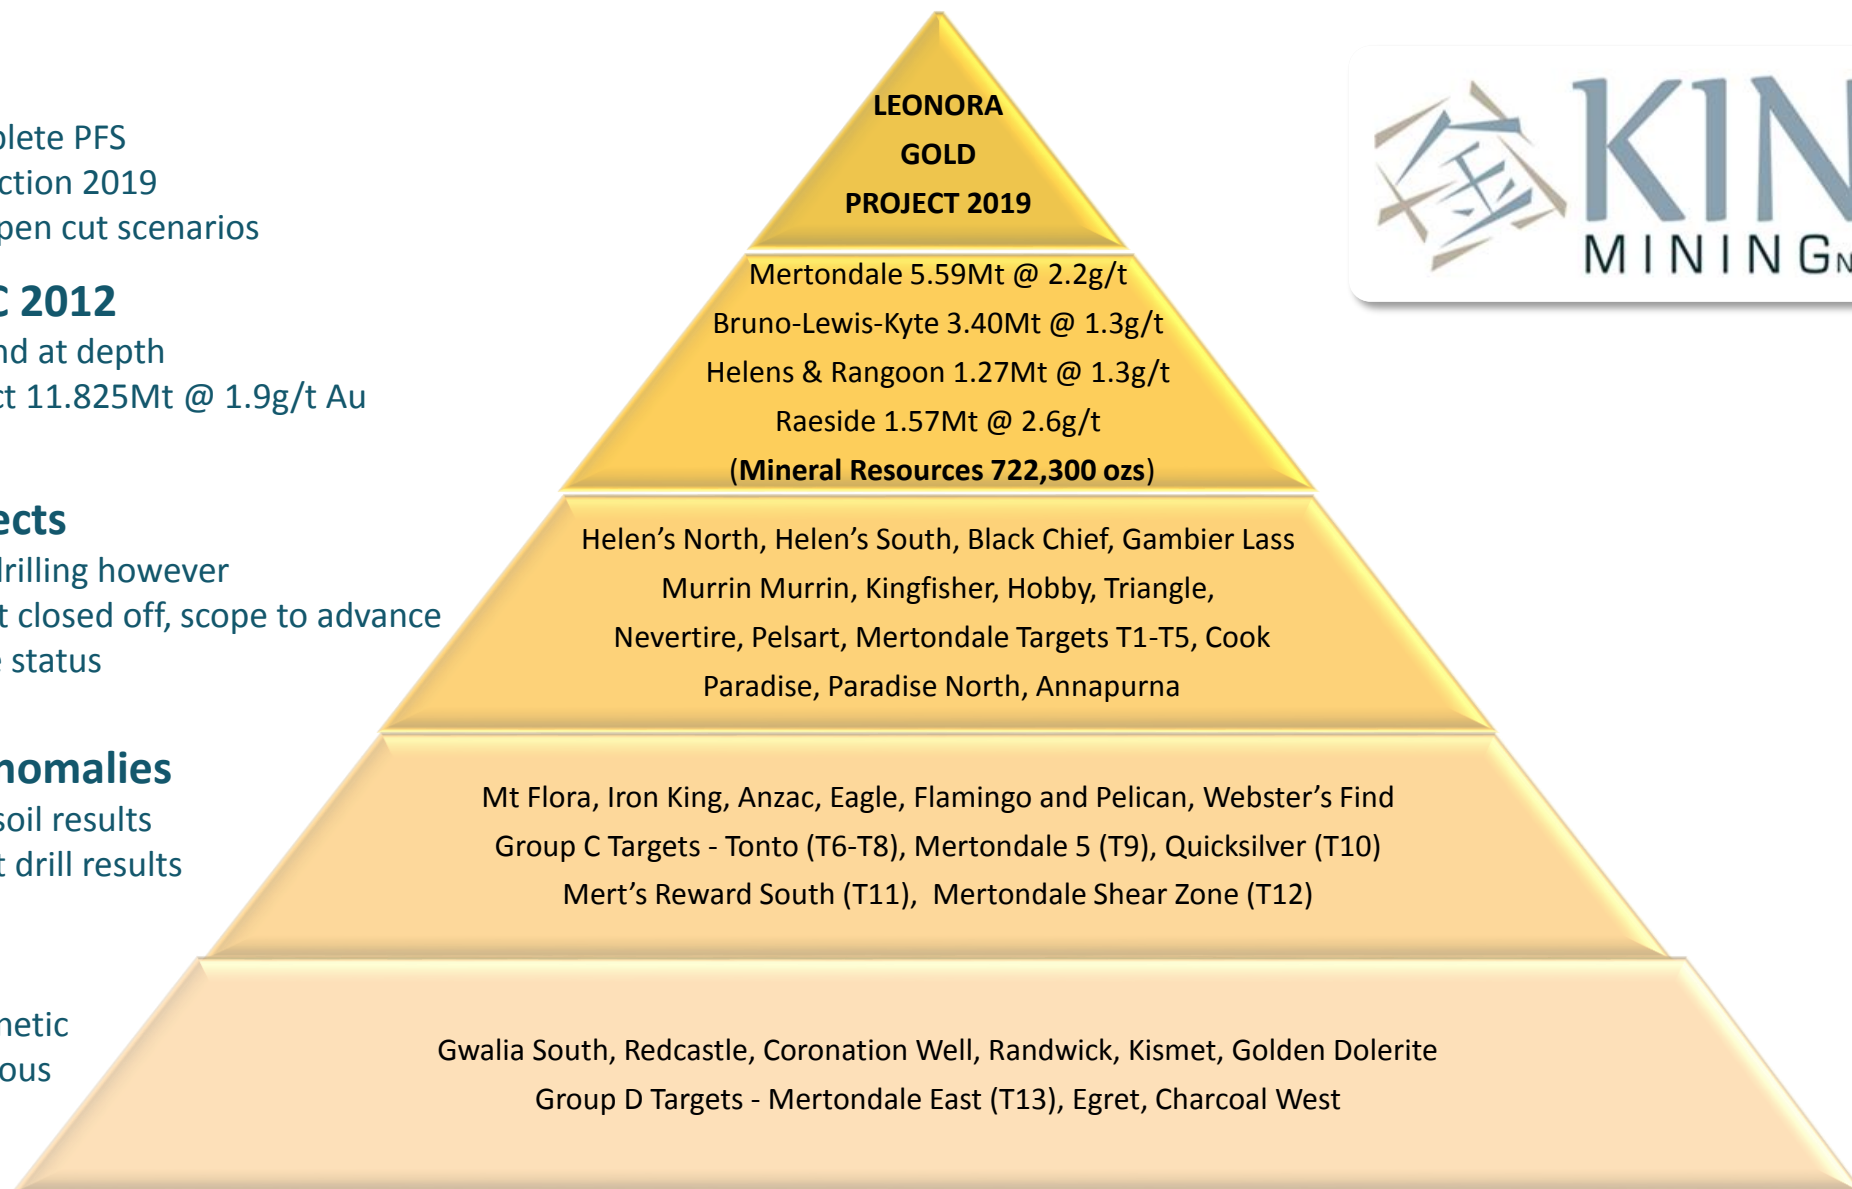 plete PFS
ction 2019
pen cut scenarios
C 2012
nd at depth
ct 11.825Mt @ 1.9g/t Au
ects
drilling however
t closed off, scope to advance
e status
nomalies
soil results
t drill results
netic
ous
LEONORA
GOLD
PROJECT 2019
Mertondale 5.59Mt @ 2.2g/t
Bruno-Lewis-Kyte 3.40Mt @ 1.3g/t
Helens & Rangoon 1.27Mt @ 1.3g/t
Raeside 1.57Mt @ 2.6g/t
(Mineral Resources 722,300 ozs)
Helen’s North, Helen’s South, Black Chief, Gambier Lass
Murrin Murrin, Kingfisher, Hobby, Triangle,
Nevertire, Pelsart, Mertondale Targets T1-T5, Cook
Paradise, Paradise North, Annapurna
Mt Flora, Iron King, Anzac, Eagle, Flamingo and Pelican, Webster’s Find
Group C Targets - Tonto (T6-T8), Mertondale 5 (T9), Quicksilver (T10)
Mert’s Reward South (T11), Mertondale Shear Zone (T12)
Gwalia South, Redcastle, Coronation Well, Randwick, Kismet, Golden Dolerite
Group D Targets - Mertondale East (T13), Egret, Charcoal West
KIN
MINING N